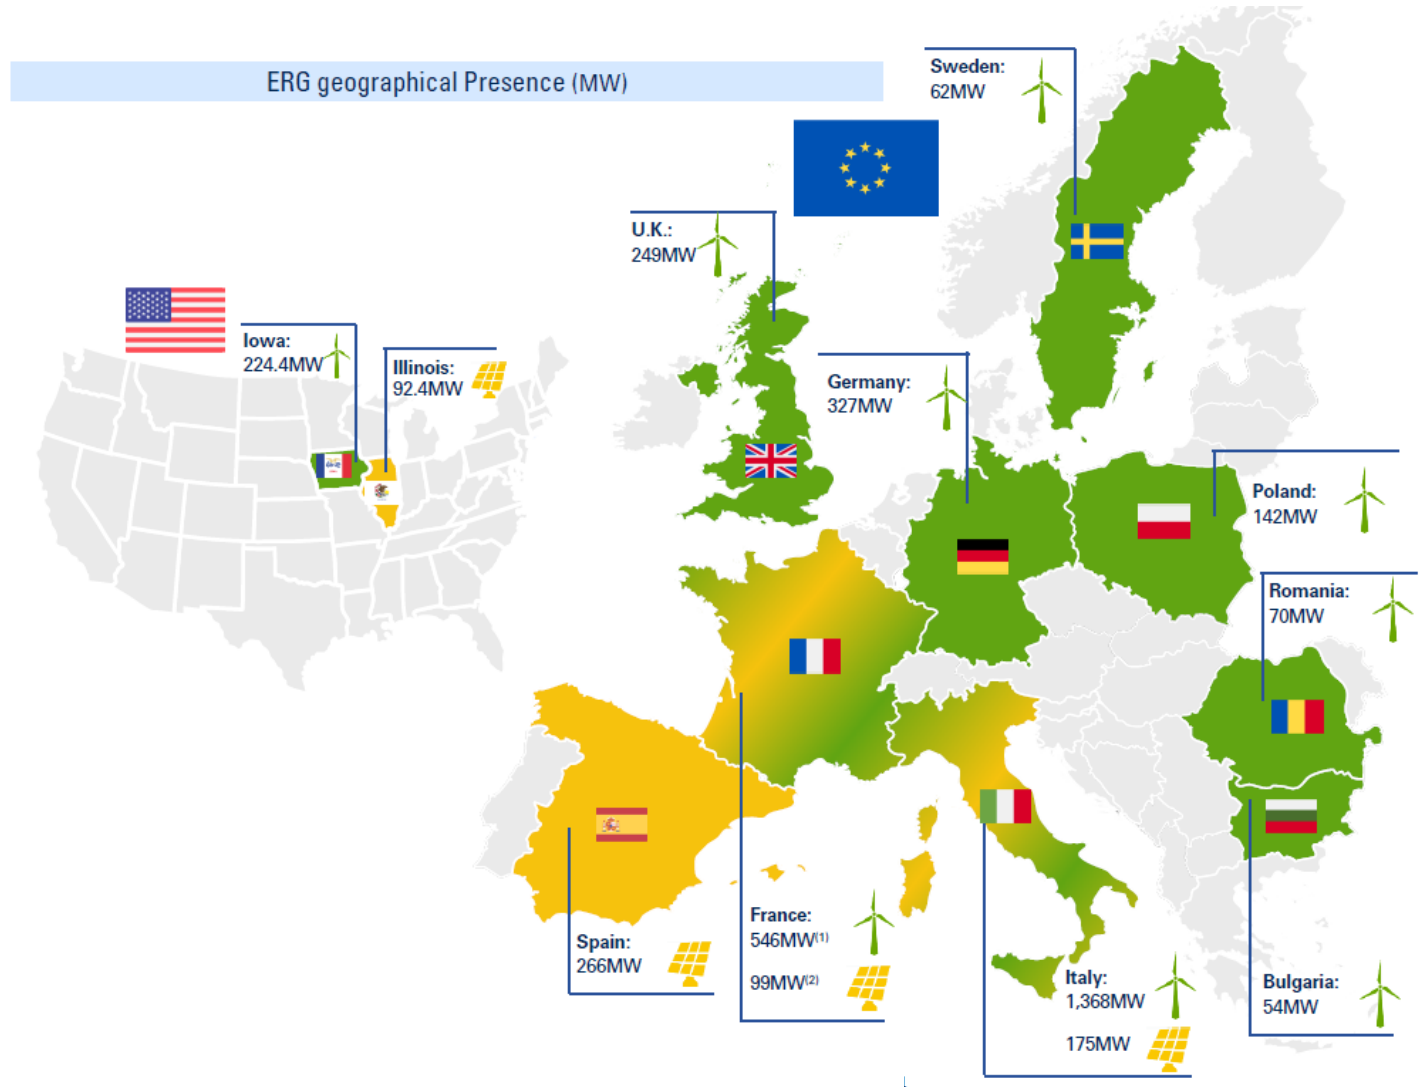 ERG geographical Presence (MW)
Sweden:
62MW
U.K.:
249MW
Iowa:
224.4MW
Illinois:
92.4MW
Germany:
327MW
Poland:
142MW
Romania:
70MW
France:
546MW(1)
99MW(2)
Spain:
266MW
Italy:
1,368MW
175MW
Bulgaria:
54MW